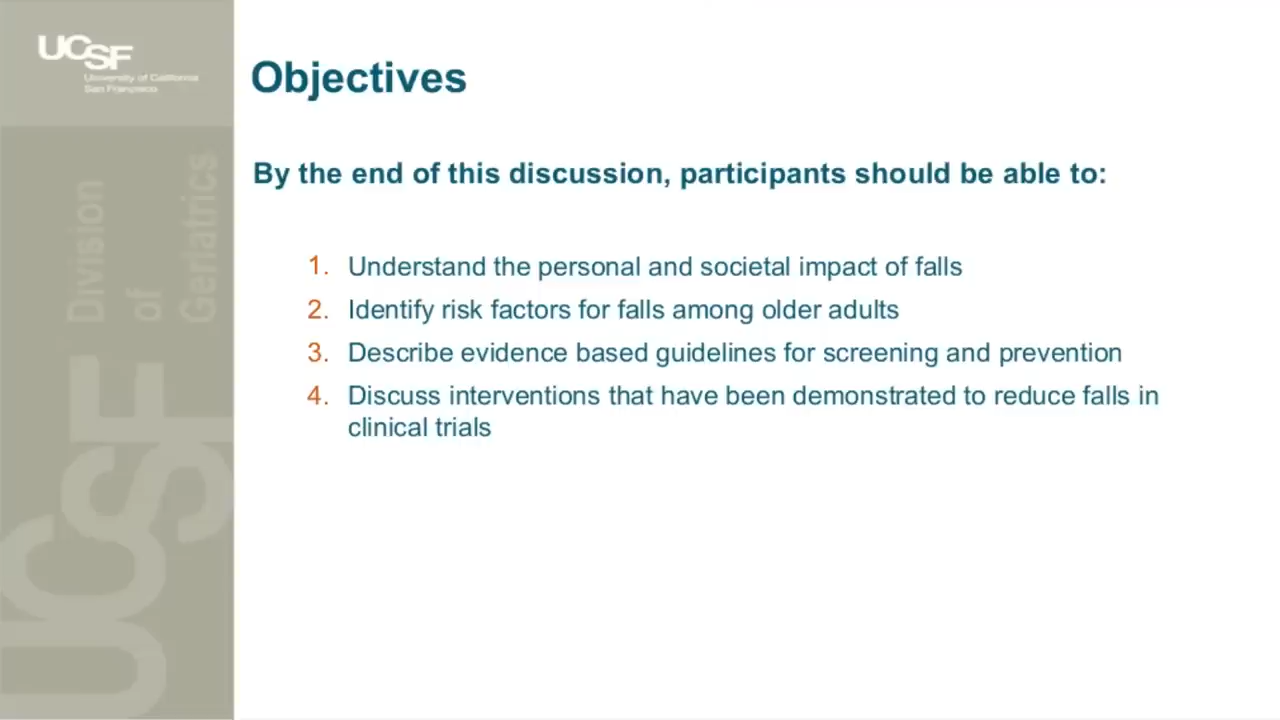 UCSF
University of California
San Francisco
Division
of
Geriatrics
UCSF
Objectives
By the end of this discussion, participants should be able to:
1. Understand the personal and societal impact of falls
2. Identify risk factors for falls among older adults
3. Describe evidence based guidelines for screening and prevention
4. Discuss interventions that have been demonstrated to reduce falls in
clinical trials